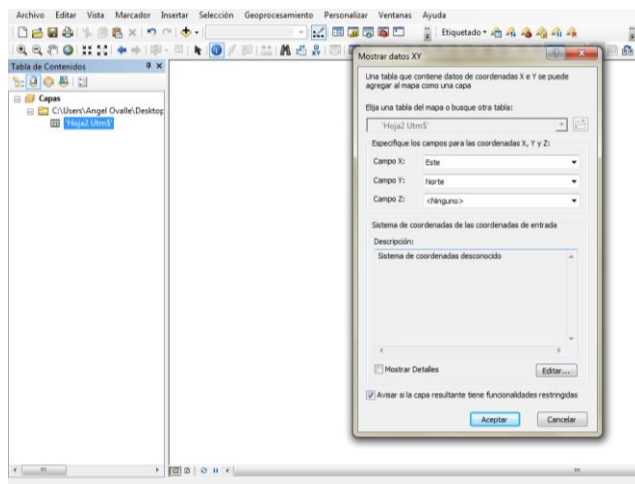 Archivo Editar Vista Marcador Insertar Selección Geoprocesamiento Personalizar Ventanas Ayuda
Etiquetado
Tabla de Contenidos
Capas
C:\Users\Angel Ovalle\Desktop
'Hoja2 Utm$'
Mostrar datos XY
Una tabla que contiene datos de coordenadas X e Y se puede
agregar al mapa como una capa
Elija una tabla del mapa o busque otra tabla:
'Hoja2 Utm$'
Especifique los campos para las coordenadas X, Y y Z:
Campo X: Este
Campo Y: Norte
Campo Z: <Ninguno>
Sistema de coordenadas de las coordenadas de entrada
Descripción:
Sistema de coordenadas desconocido
Mostrar Detalles
Editar...
Avisar si la capa resultante tiene funcionalidades restringidas
Aceptar Cancelar